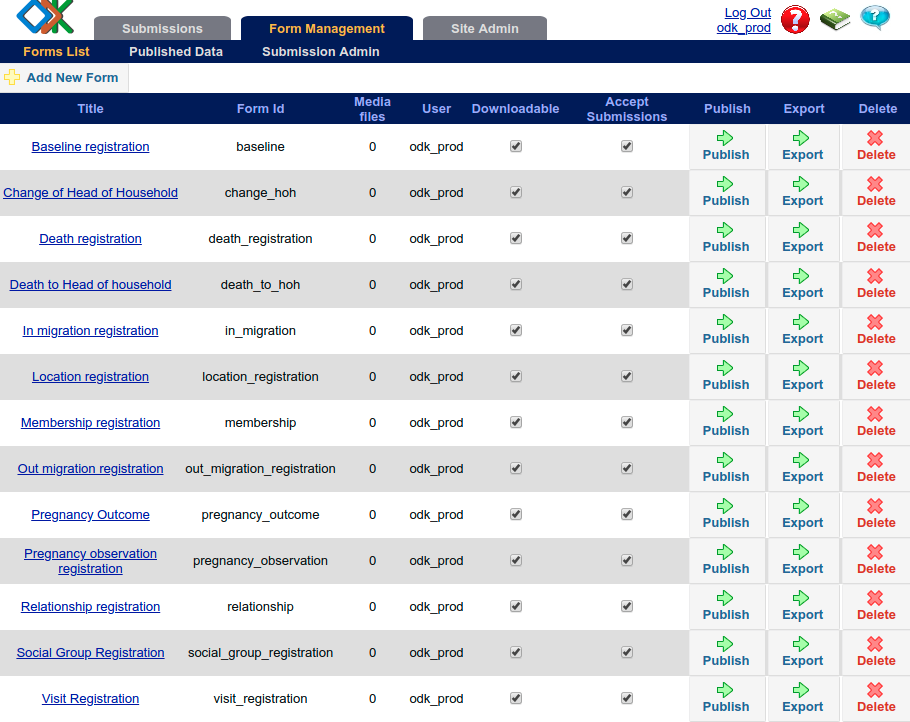 Submissions Form Management Site Admin Log Out
odk_prod
Forms List Published Data Submission Admin
Add New Form
Title Form Id Media files User Downloadable Accept Submissions Publish Export Delete
Baseline registration baseline 0 odk_prod Publish Export Delete
Change of Head of Household change_hoh 0 odk_prod Publish Export Delete
Death registration death_registration 0 odk_prod Publish Export Delete
Death to Head of household death_to_hoh 0 odk_prod Publish Export Delete
In migration registration in_migration 0 odk_prod Publish Export Delete
Location registration location_registration 0 odk_prod Publish Export Delete
Membership registration membership 0 odk_prod Publish Export Delete
Out migration registration out_migration_registration 0 odk_prod Publish Export Delete
Pregnancy Outcome pregnancy_outcome 0 odk_prod Publish Export Delete
Pregnancy observation registration pregnancy_observation 0 odk_prod Publish Export Delete
Relationship registration relationship 0 odk_prod Publish Export Delete
Social Group Registration social_group_registration 0 odk_prod Publish Export Delete
Visit Registration visit_registration 0 odk_prod Publish Export Delete